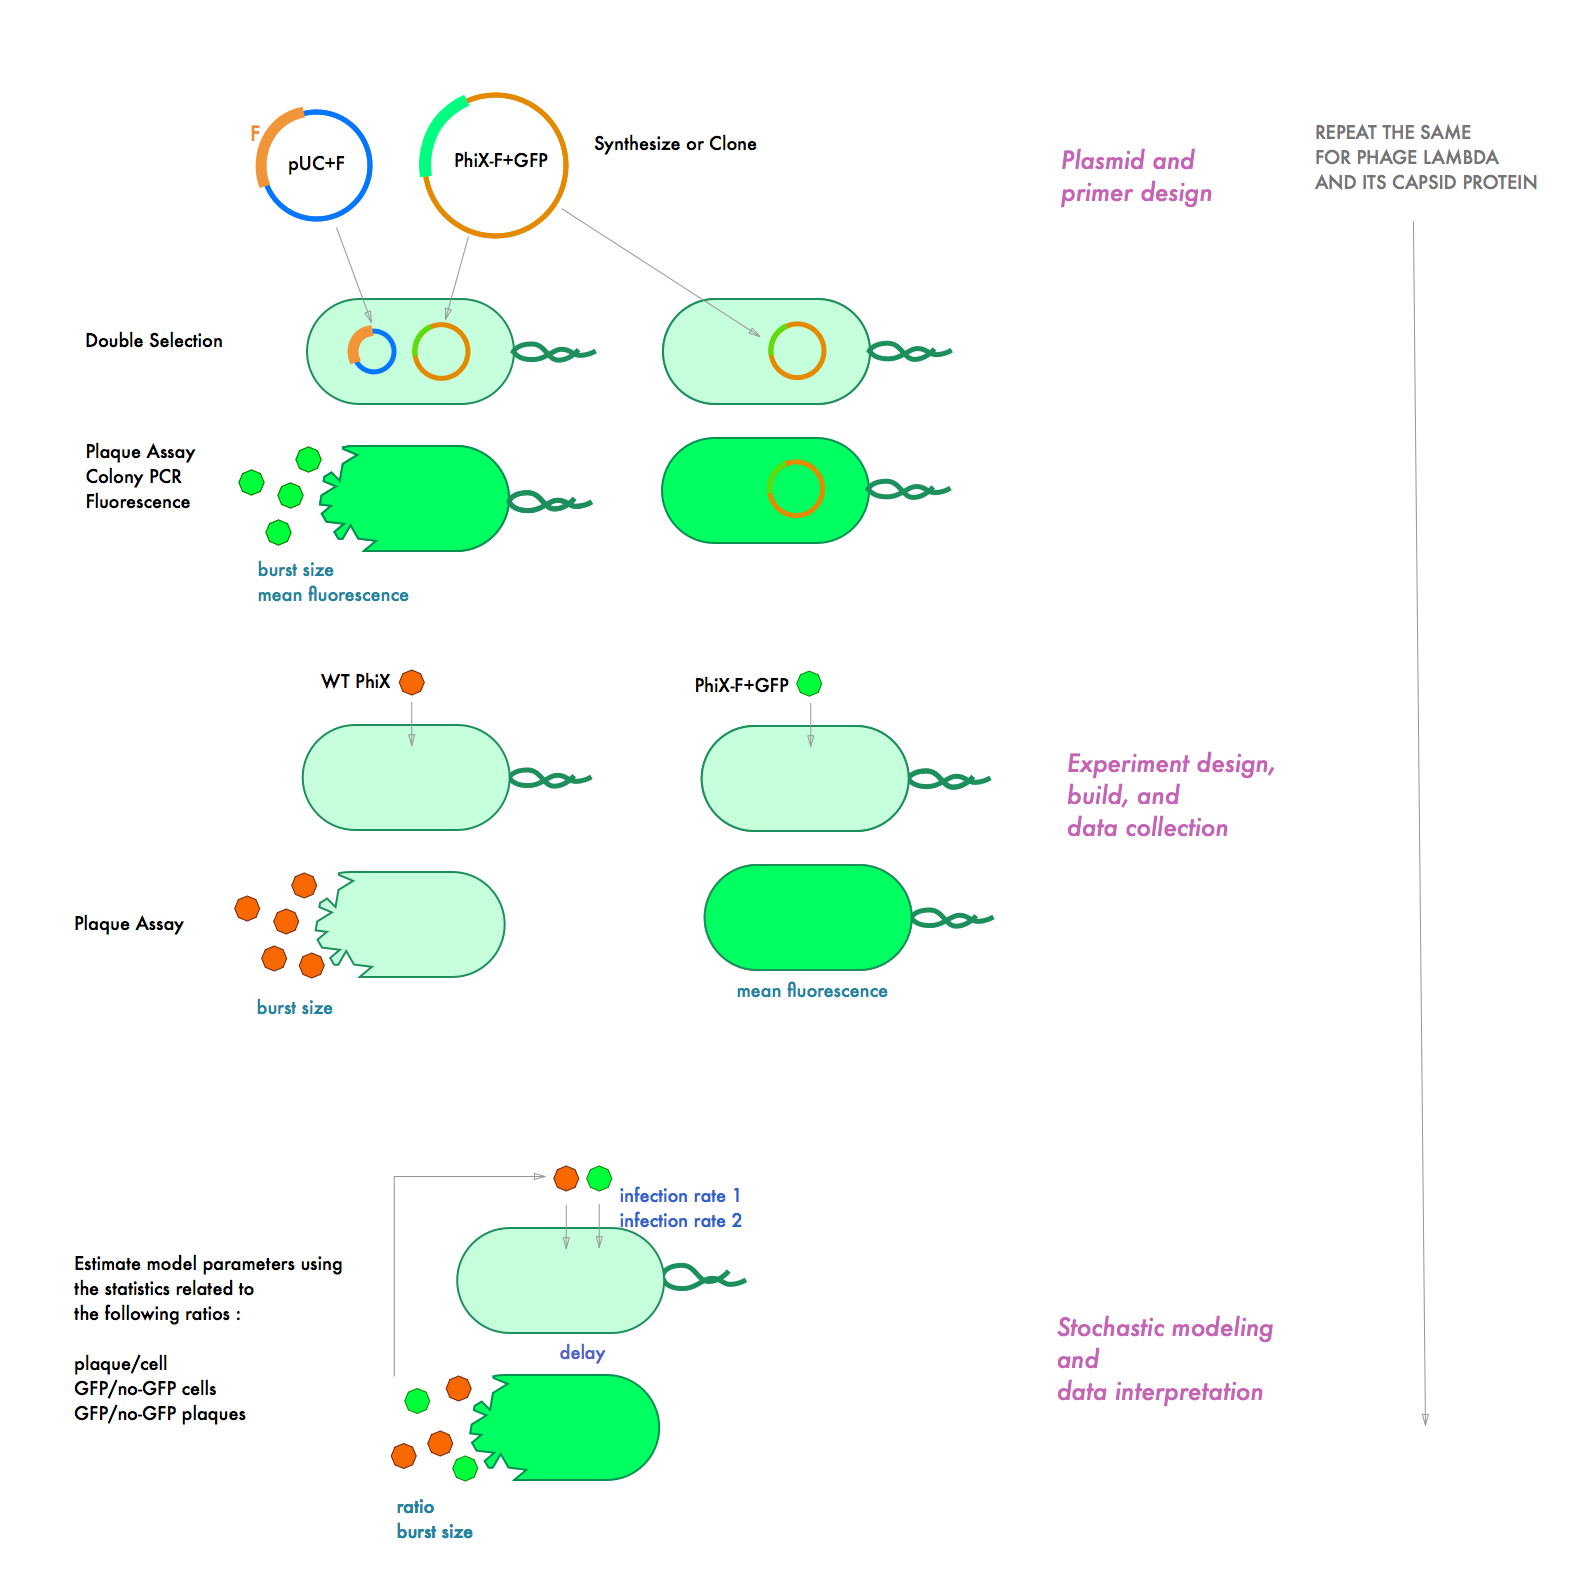 F
pUC+F
PhiX-F+GFP
Synthesize or Clone
Plasmid and
primer design
REPEAT THE SAME
FOR PHAGE LAMBDA
AND ITS CAPSID PROTEIN
Double Selection
Plaque Assay
Colony PCR
Fluorescence
burst size
mean fluorescence
WT PhiX
PhiX-F+GFP
Experiment design,
build, and
data collection
Plaque Assay
burst size
mean fluorescence
infection rate 1
infection rate 2
Estimate model parameters using
the statistics related to
the following ratios :
plaque/cell
GFP/no-GFP cells
GFP/no-GFP plaques
delay
Stochastic modeling
and
data interpretation
ratio
burst size